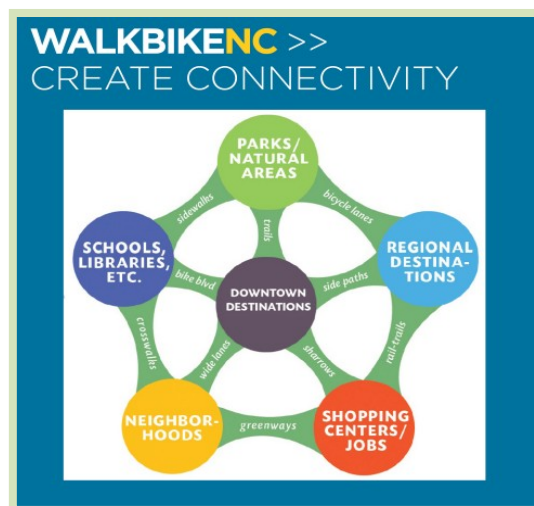 WALKBIKENC >>
CREATE CONNECTIVITY
PARKS/
NATURAL
AREAS
sidewalks
bicycle lanes
trails
SCHOOLS,
LIBRARIES,
ETC.
REGIONAL
DESTINA-
TIONS
bike blvd
side paths
DOWNTOWN
DESTINATIONS
crosswalks
wide lanes
sharrows
rail-trails
NEIGHBOR-
HOODS
greenways
SHOPPING
CENTERS/
JOBS